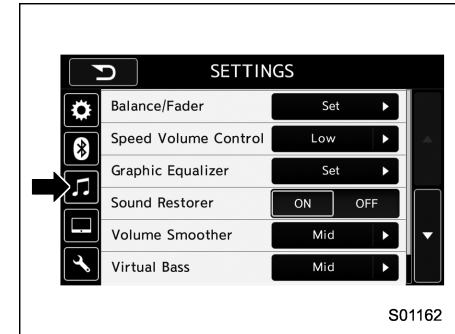 SETTINGS
Balance/Fader Set
Speed Volume Control Low
Graphic Equalizer Set
Sound Restorer ON OFF
Volume Smoother Mid
Virtual Bass Mid
S01162